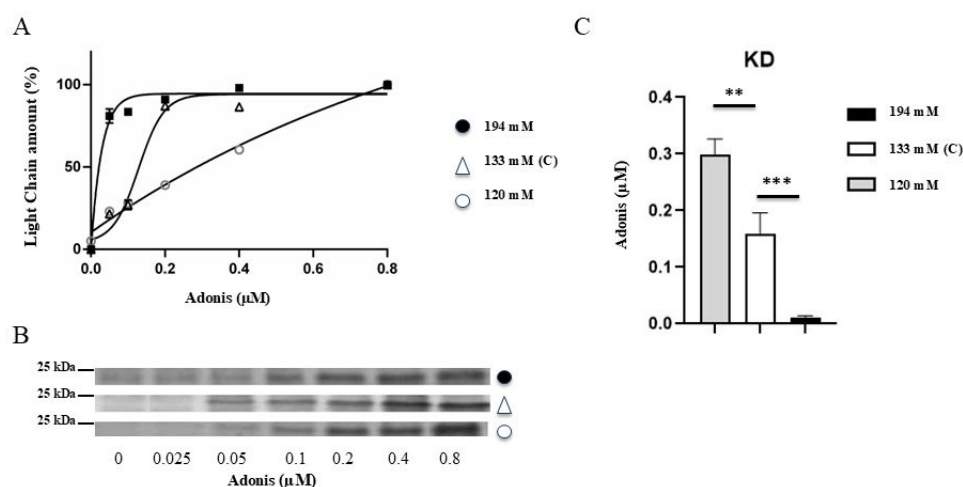 A
Light Chain amount (%)
100
50
0
0.0 0.2 0.4 0.6 0.8
Adonis (µM)
194 mM
133 mM (C)
120 mM
B
25 kDa
25 kDa
25 kDa
0 0.025 0.05 0.1 0.2 0.4 0.8
Adonis (µM)
C
KD
Adonis (µM)
0.4
0.3
0.2
0.1
0.0
**
***
194 mM
133 mM (C)
120 mM